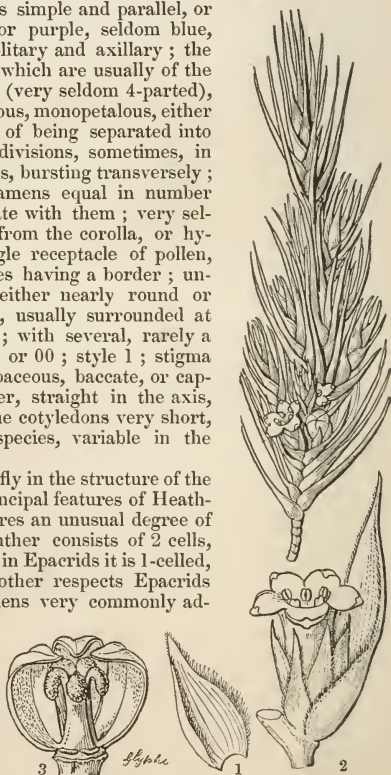 s simple and parallel, or
or purple, seldom blue,
litary and axillary ; the
which are usually of the
(very seldom 4-parted),
ous, monopetalous, either
of being separated into
divisions, sometimes, in
s, bursting transversely ;
amens equal in number
te with them ; very sel-
from the corolla, or hy-
gle receptacle of pollen,
es having a border ; un-
either nearly round or
, usually surrounded at
; with several, rarely a
or 00 ; style 1 ; stigma
paceous, baccate, or cap-
er, straight in the axis,
ne cotyledons very short,
species, variable in the
fly in the structure of the
ncipal features of Heath-
res an unusual degree of
nther consists of 2 cells,
in Epacrids it is 1-celled,
other respects Epacrids
ens very commonly ad-
3 1 2